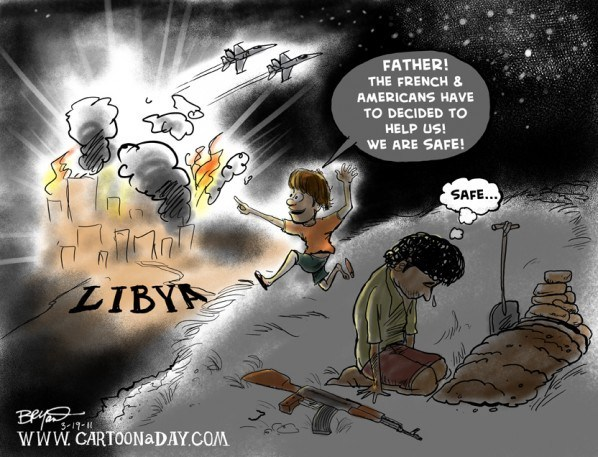 FATHER!
THE FRENCH &
AMERICANS HAVE
TO DECIDED TO
HELP US!
WE ARE SAFE!
SAFE...
LIBYA
BRYANT
3-19-11
WWW.CARTOONADAY.COM